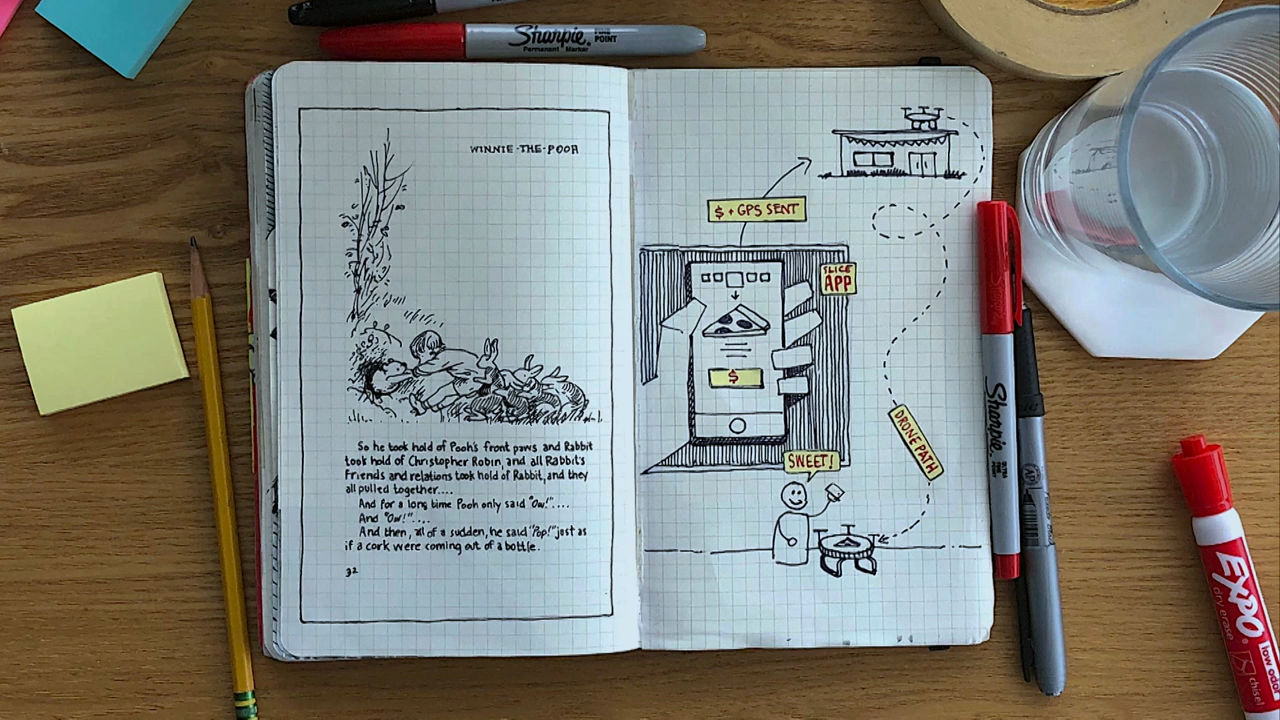 Sharpie
FINE
POINT
Permanent Marker
WINNIE-THE-POOH
So he took hold of Pooh's front paws and Rabbit
took hold of Christopher Robin, and all Rabbit's
friends and relations took hold of Rabbit, and they
all pulled together....
And for a long time Pooh only said "Ow!"....
And "Ow!"....
And then, all of a sudden, he said "Pop!" just as
if a cork were coming out of a bottle.
32
$ + GPS SENT
SLICE
APP
$
SWEET!
DRONE PATH
Sharpie
EXPO
dry erase
low odor
chisel